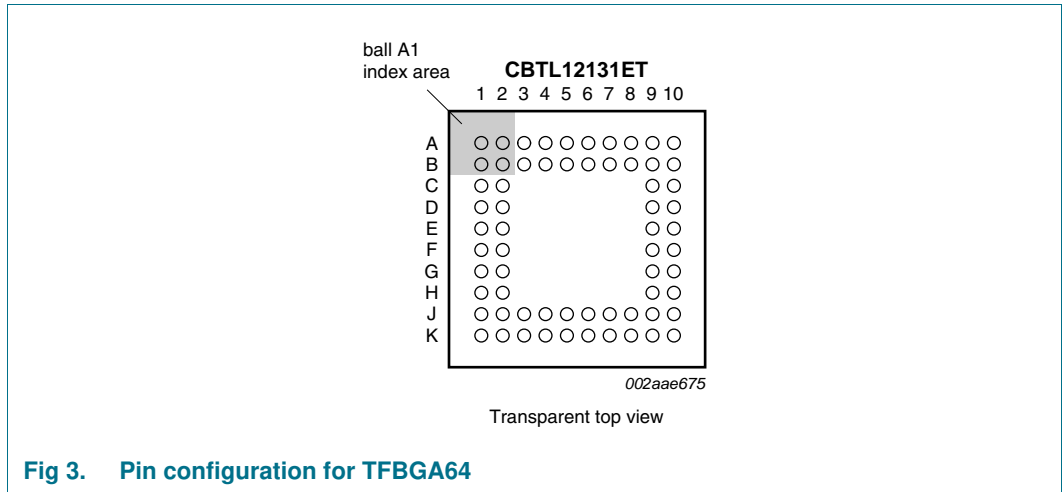 ball A1
index area
CBTL12131ET
1 2 3 4 5 6 7 8 9 10
A
B
C
D
E
F
G
H
J
K
002aae675
Transparent top view
Fig 3. Pin configuration for TFBGA64